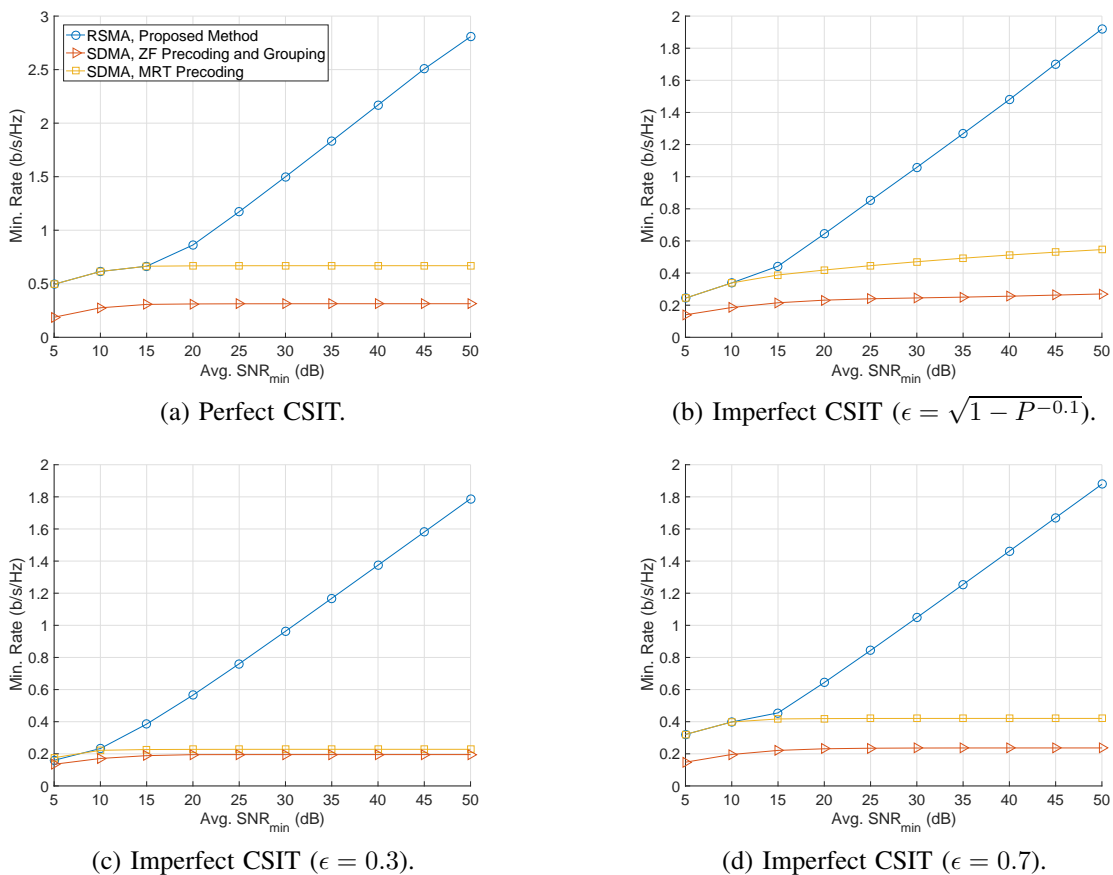 3
2.5
2
1.5
1
0.5
0
Min. Rate (b/s/Hz)
RSMA, Proposed Method
SDMA, ZF Precoding and Grouping
SDMA, MRT Precoding
5 10 15 20 25 30 35 40 45 50
Avg. SNR_min (dB)
(a) Perfect CSIT.
2
1.8
1.6
1.4
1.2
1
0.8
0.6
0.4
0.2
0
Min. Rate (b/s/Hz)
5 10 15 20 25 30 35 40 45 50
Avg. SNR_min (dB)
(b) Imperfect CSIT (ϵ = √(1 − P^−0.1)).
2
1.8
1.6
1.4
1.2
1
0.8
0.6
0.4
0.2
0
Min. Rate (b/s/Hz)
5 10 15 20 25 30 35 40 45 50
Avg. SNR_min (dB)
(c) Imperfect CSIT (ϵ = 0.3).
2
1.8
1.6
1.4
1.2
1
0.8
0.6
0.4
0.2
0
Min. Rate (b/s/Hz)
5 10 15 20 25 30 35 40 45 50
Avg. SNR_min (dB)
(d) Imperfect CSIT (ϵ = 0.7).